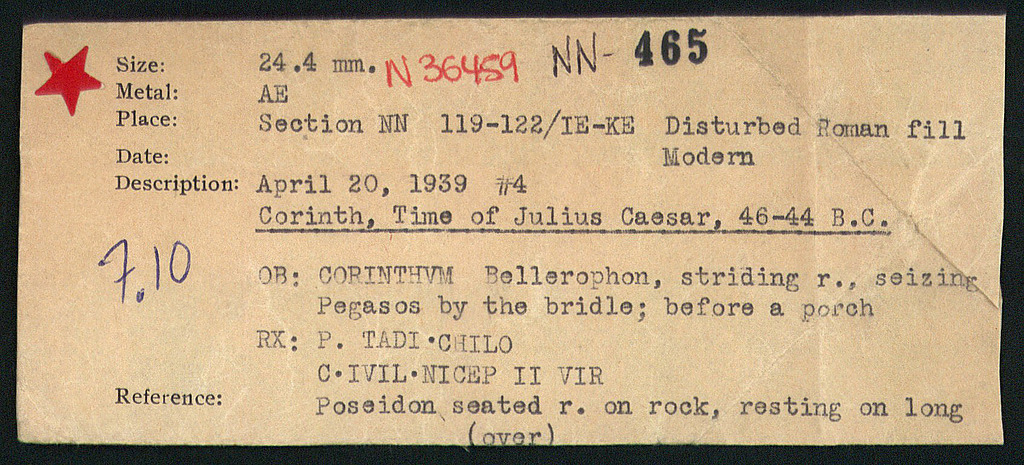 Size: 24.4 mm. N 36459 NN- 465
Metal: AE
Place: Section NN 119-122/IE-KE Disturbed Roman fill
Date: Modern
Description: April 20, 1939 #4
Corinth, Time of Julius Caesar, 46-44 B.C.
7.10
OB: CORINTHVM Bellerophon, striding r., seizing
Pegasos by the bridle; before a porch
RX: P. TADI·CHILO
C·IVIL·NICEP II VIR
Reference: Poseidon seated r. on rock, resting on long
(over)